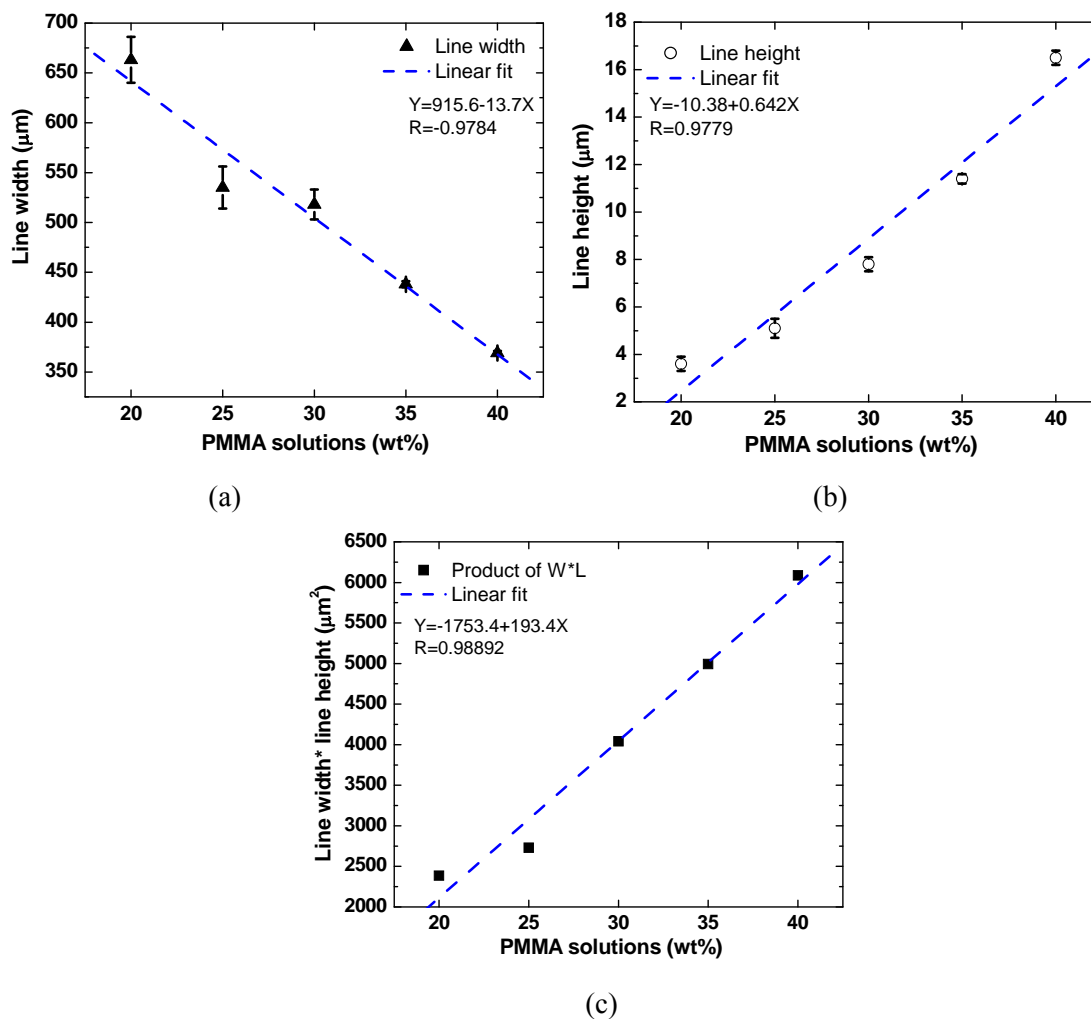 700
650
600
550
500
450
400
350
Line width (μm)
Line width
Linear fit
Y=915.6-13.7X
R=-0.9784
20 25 30 35 40
PMMA solutions (wt%)
(a)
18
16
14
12
10
8
6
4
2
Line height (μm)
Line height
Linear fit
Y=-10.38+0.642X
R=0.9779
20 25 30 35 40
PMMA solutions (wt%)
(b)
6500
6000
5500
5000
4500
4000
3500
3000
2500
2000
Line width* line height (μm²)
Product of W*L
Linear fit
Y=-1753.4+193.4X
R=0.98892
20 25 30 35 40
PMMA solutions (wt%)
(c)